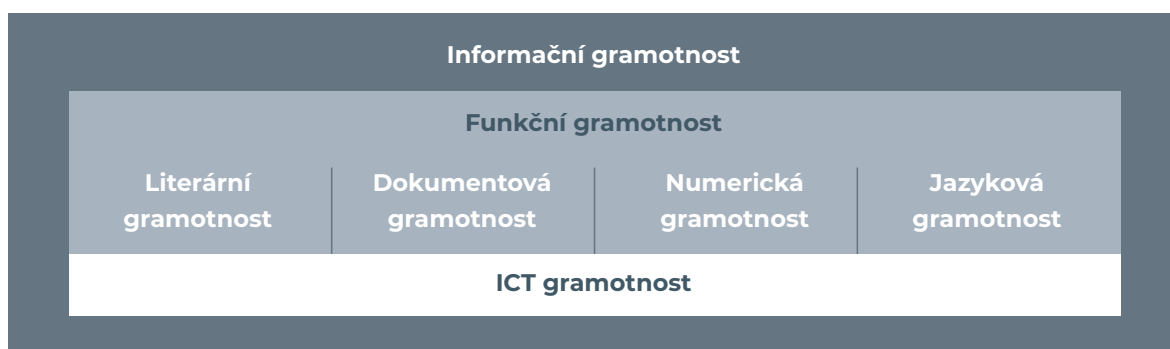 Informační gramotnost
Funkční gramotnost
Literární
gramotnost
Dokumentová
gramotnost
Numerická
gramotnost
Jazyková
gramotnost
ICT gramotnost